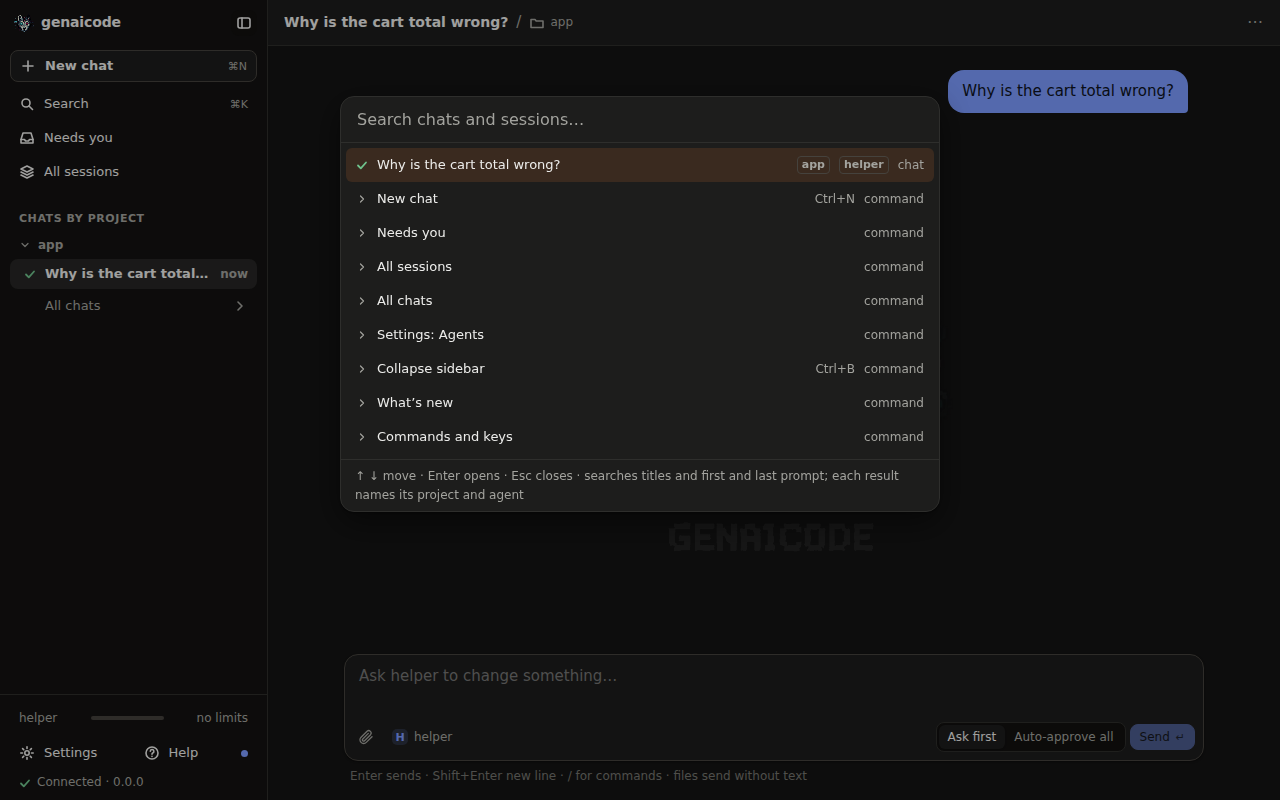 genaicode
New chat ⌘N
Search ⌘K
Needs you
All sessions
CHATS BY PROJECT
app
Why is the cart total… now
All chats
helper no limits
Settings Help
Connected · 0.0.0
Why is the cart total wrong? / app ···
Why is the cart total wrong?
Search chats and sessions…
Why is the cart total wrong? app helper chat
New chat Ctrl+N command
Needs you command
All sessions command
All chats command
Settings: Agents command
Collapse sidebar Ctrl+B command
What’s new command
Commands and keys command
↑ ↓ move · Enter opens · Esc closes · searches titles and first and last prompt; each result
names its project and agent
GENAICODE
Ask helper to change something…
H helper Ask first Auto-approve all Send ↵
Enter sends · Shift+Enter new line · / for commands · files send without text